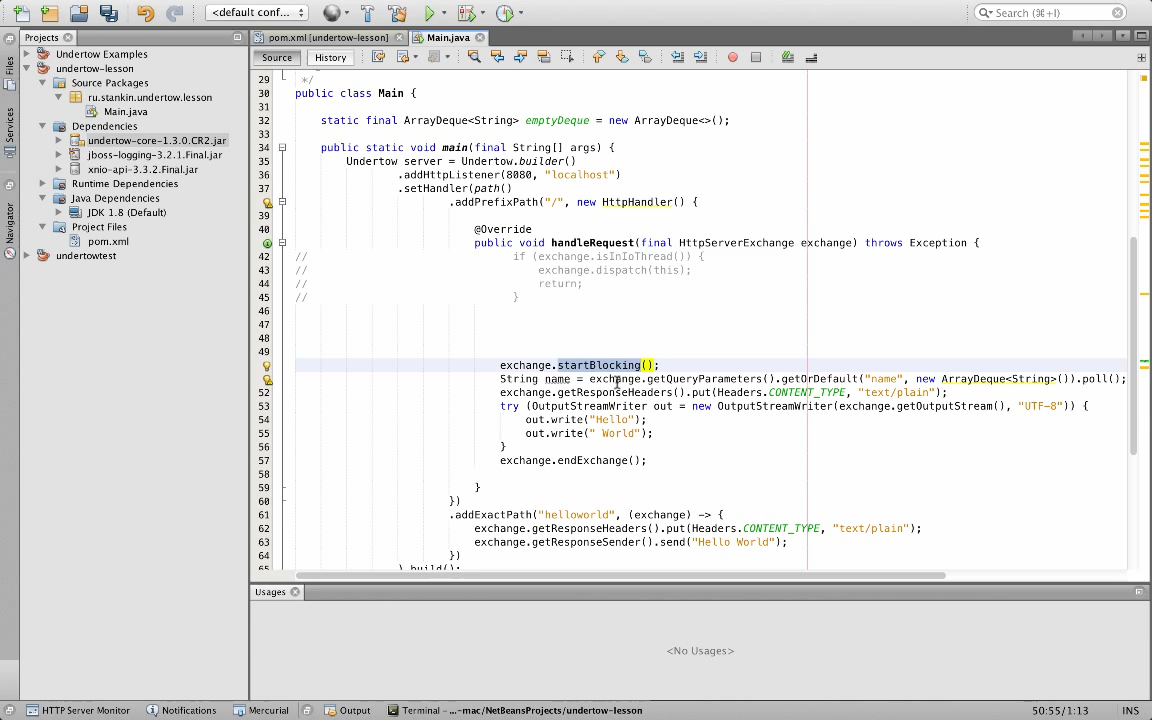 <default conf...
Search (⌘+I)
Projects
pom.xml [undertow-lesson]
Main.java
Source
History
Files
Services
Navigator
Undertow Examples
undertow-lesson
Source Packages
ru.stankin.undertow.lesson
Main.java
Dependencies
undertow-core-1.3.0.CR2.jar
jboss-logging-3.2.1.Final.jar
xnio-api-3.3.2.Final.jar
Runtime Dependencies
Java Dependencies
JDK 1.8 (Default)
Project Files
pom.xml
undertowtest
29 */
30 public class Main {
31
32 static final ArrayDeque<String> emptyDeque = new ArrayDeque<>();
33
34 public static void main(final String[] args) {
35 Undertow server = Undertow.builder()
36 .addHttpListener(8080, "localhost")
37 .setHandler(path()
.addPrefixPath("/", new HttpHandler() {
39
40 @Override
public void handleRequest(final HttpServerExchange exchange) throws Exception {
42 // if (exchange.isInIoThread()) {
43 // exchange.dispatch(this);
44 // return;
45 // }
46
47
48
49
exchange.startBlocking();
String name = exchange.getQueryParameters().getOrDefault("name", new ArrayDeque<String>()).poll();
52 exchange.getResponseHeaders().put(Headers.CONTENT_TYPE, "text/plain");
53 try (OutputStreamWriter out = new OutputStreamWriter(exchange.getOutputStream(), "UTF-8")) {
54 out.write("Hello");
55 out.write(" World");
56 }
57 exchange.endExchange();
58
59 }
60 })
61 .addExactPath("helloworld", (exchange) -> {
62 exchange.getResponseHeaders().put(Headers.CONTENT_TYPE, "text/plain");
63 exchange.getResponseSender().send("Hello World");
64 })
65 ).build();
Usages
<No Usages>
HTTP Server Monitor
Notifications
Mercurial
Output
Terminal - ...-mac/NetBeansProjects/undertow-lesson
50:55/1:13
INS